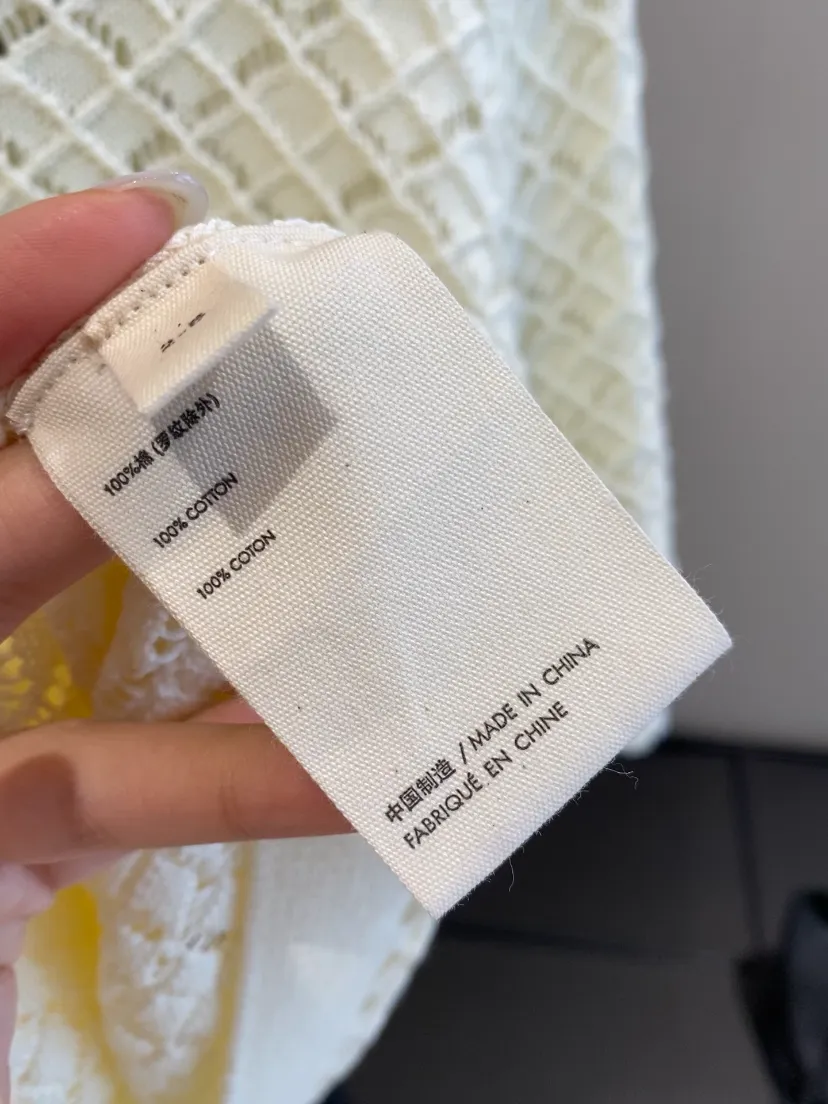 100%棉 (罗纹除外)
100% COTTON
100% COTON
中国制造 / MADE IN CHINA
FABRIQUÉ EN CHINE